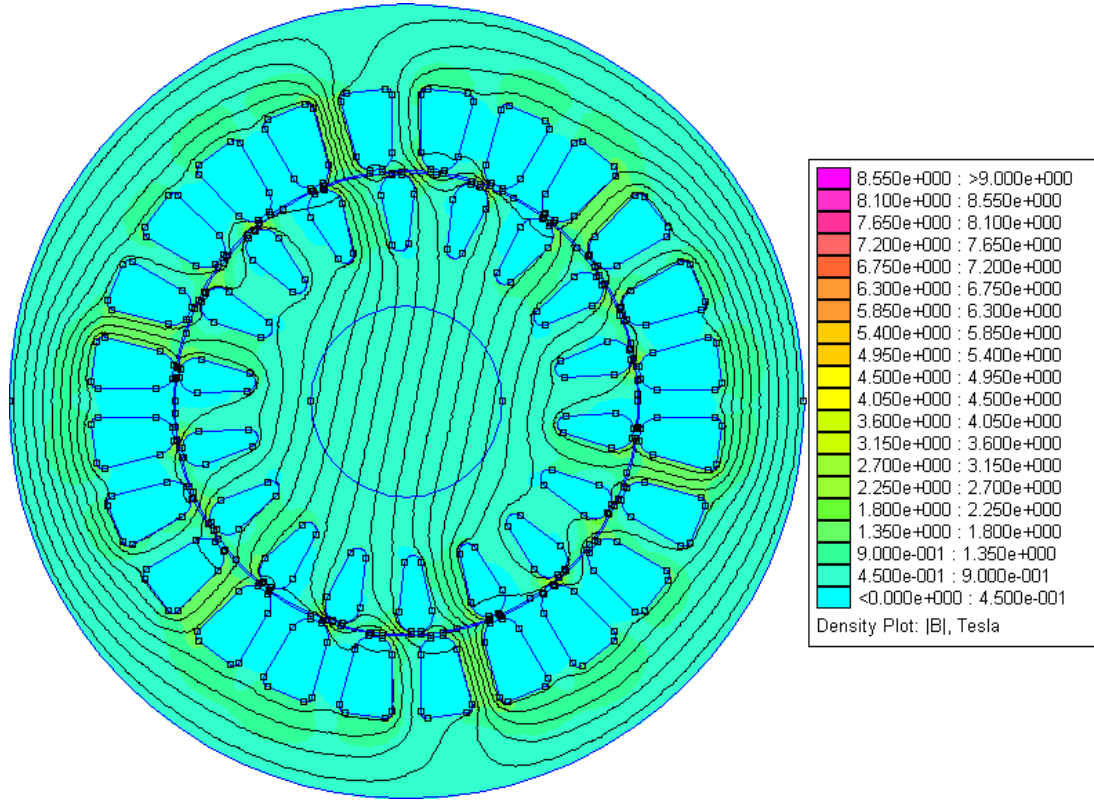 8.550e+000 : >9.000e+000
8.100e+000 : 8.550e+000
7.650e+000 : 8.100e+000
7.200e+000 : 7.650e+000
6.750e+000 : 7.200e+000
6.300e+000 : 6.750e+000
5.850e+000 : 6.300e+000
5.400e+000 : 5.850e+000
4.950e+000 : 5.400e+000
4.500e+000 : 4.950e+000
4.050e+000 : 4.500e+000
3.600e+000 : 4.050e+000
3.150e+000 : 3.600e+000
2.700e+000 : 3.150e+000
2.250e+000 : 2.700e+000
1.800e+000 : 2.250e+000
1.350e+000 : 1.800e+000
9.000e-001 : 1.350e+000
4.500e-001 : 9.000e-001
<0.000e+000 : 4.500e-001
Density Plot: |B|, Tesla